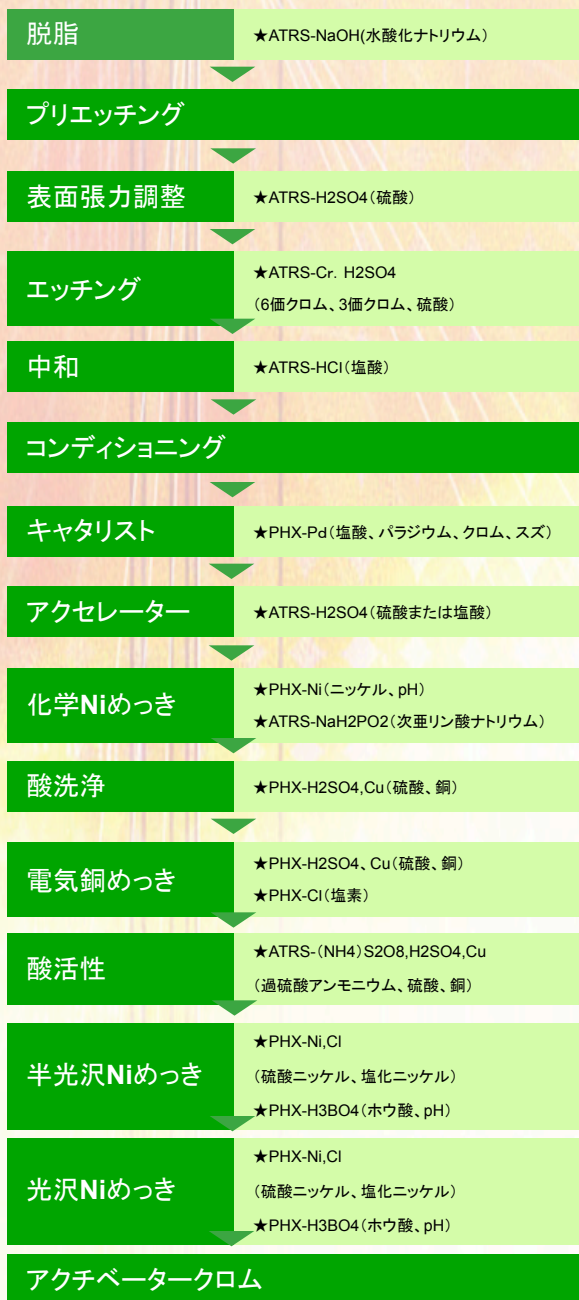 脱脂
★ATRS-NaOH(水酸化ナトリウム)
プリエッチング
表面張力調整
★ATRS-H2SO4(硫酸)
エッチング
★ATRS-Cr. H2SO4
(6価クロム、3価クロム、硫酸)
中和
★ATRS-HCl(塩酸)
コンディショニング
キャタリスト
★PHX-Pd(塩酸、パラジウム、クロム、スズ)
アクセレーター
★ATRS-H2SO4(硫酸または塩酸)
化学Niめっき
★PHX-Ni(ニッケル、pH)
★ATRS-NaH2PO2(次亜リン酸ナトリウム)
酸洗浄
★PHX-H2SO4,Cu(硫酸、銅)
電気銅めっき
★PHX-H2SO4、Cu(硫酸、銅)
★PHX-Cl(塩素)
酸活性
★ATRS-(NH4)S2O8,H2SO4,Cu
(過硫酸アンモニウム、硫酸、銅)
半光沢Niめっき
★PHX-Ni,Cl
(硫酸ニッケル、塩化ニッケル)
★PHX-H3BO4(ホウ酸、pH)
光沢Niめっき
★PHX-Ni,Cl
(硫酸ニッケル、塩化ニッケル)
★PHX-H3BO4(ホウ酸、pH)
アクチベータークロム